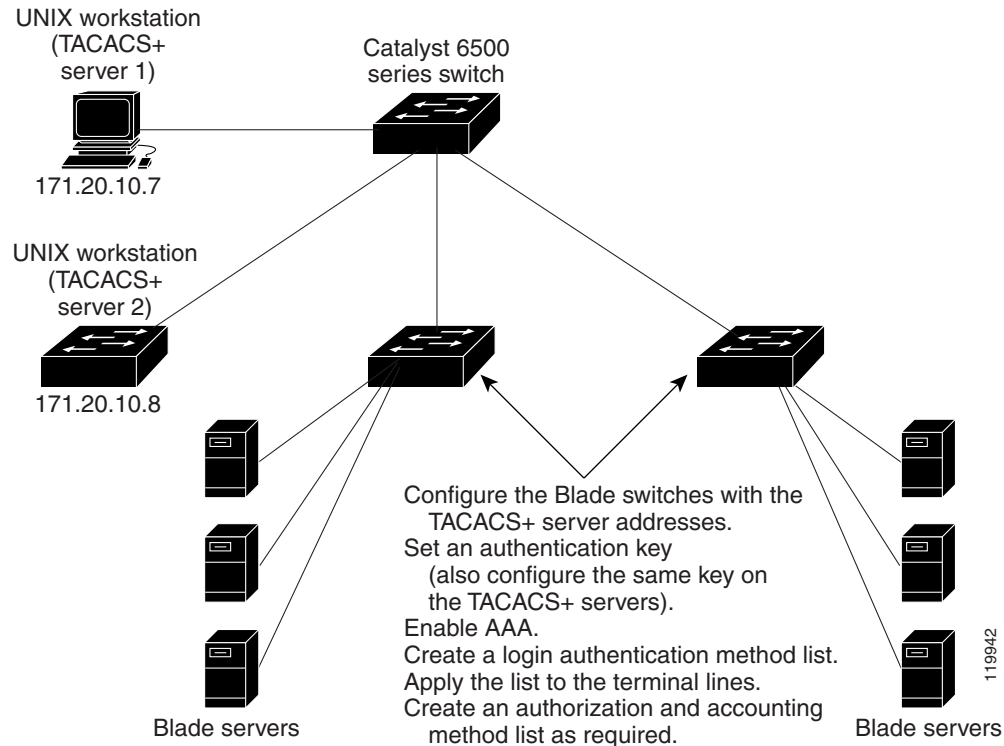 UNIX workstation
(TACACS+
server 1)
Catalyst 6500
series switch
171.20.10.7
UNIX workstation
(TACACS+
server 2)
171.20.10.8
Configure the Blade switches with the
TACACS+ server addresses.
Set an authentication key
(also configure the same key on
the TACACS+ servers).
Enable AAA.
Create a login authentication method list.
Apply the list to the terminal lines.
Create an authorization and accounting
method list as required.
Blade servers
Blade servers
119942